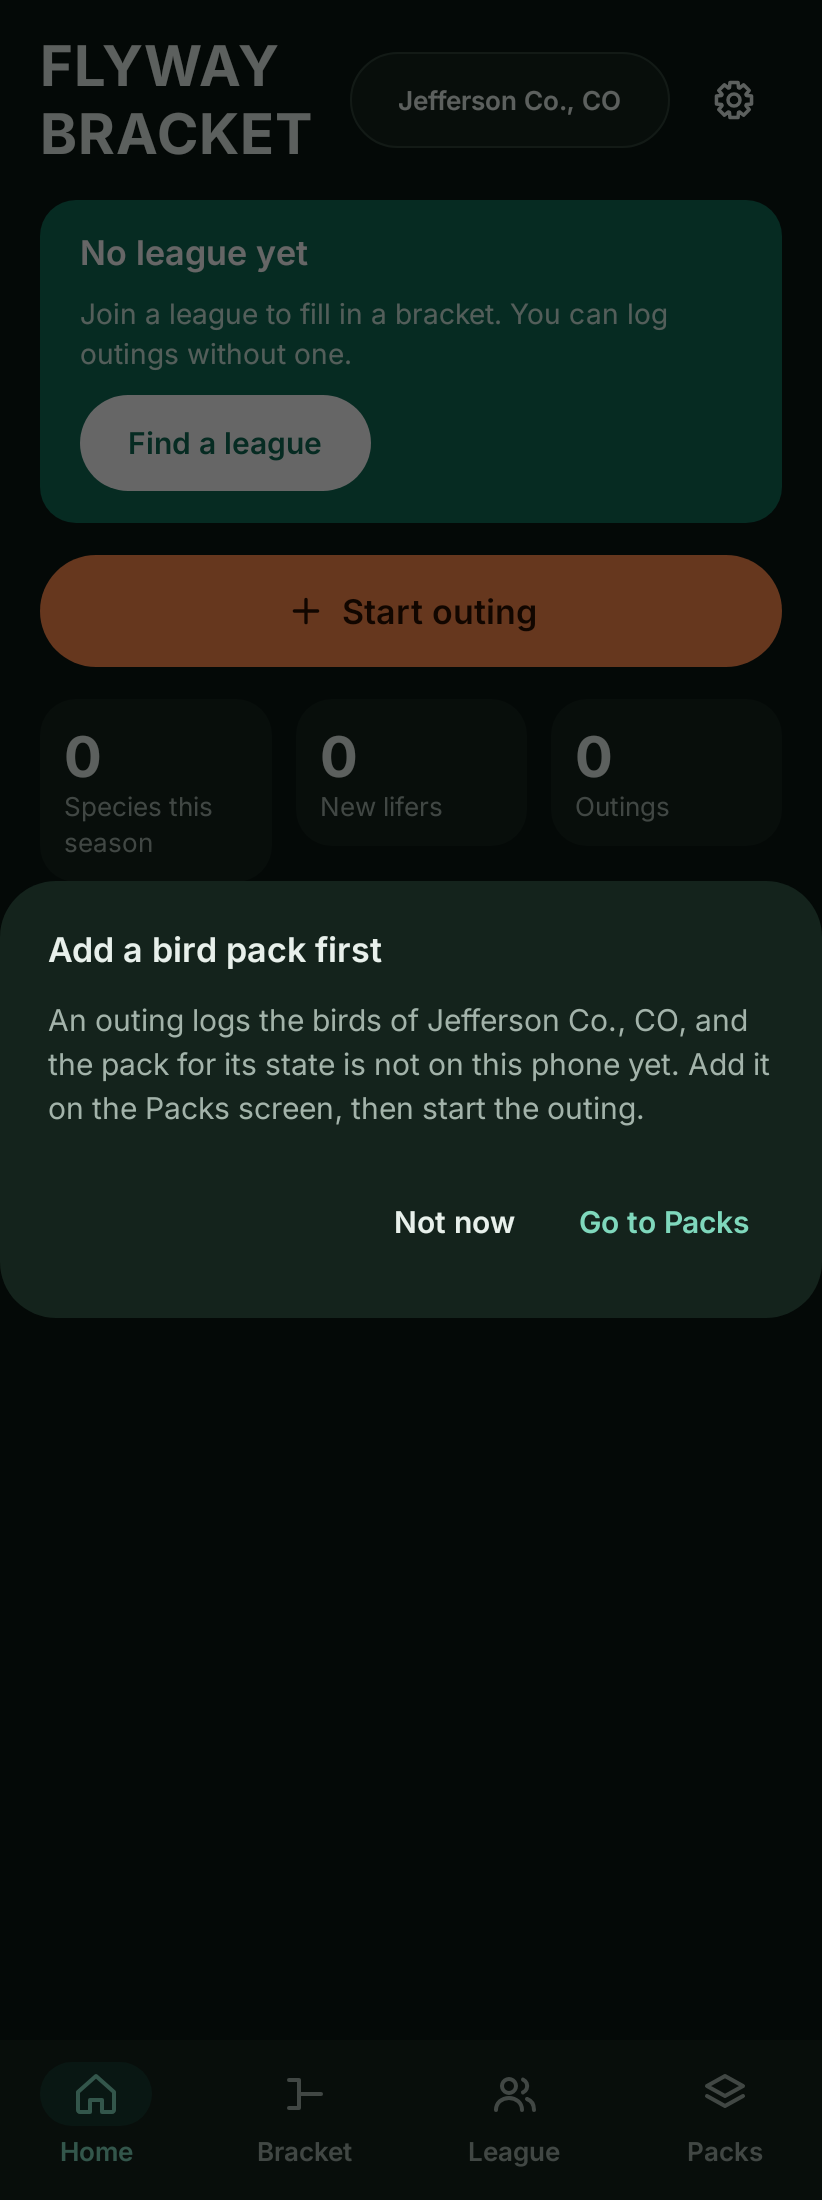 FLYWAY
BRACKET
Jefferson Co., CO
No league yet
Join a league to fill in a bracket. You can log
outings without one.
Find a league
+ Start outing
0
Species this
season
0
New lifers
0
Outings
Add a bird pack first
An outing logs the birds of Jefferson Co., CO, and
the pack for its state is not on this phone yet. Add it
on the Packs screen, then start the outing.
Not now
Go to Packs
Home
Bracket
League
Packs